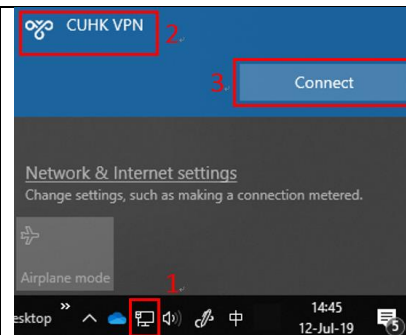 CUHK VPN
2
3
Connect
Network & Internet settings
Change settings, such as making a connection metered.
Airplane mode
1
esktop
»
中
14:45
12-Jul-19